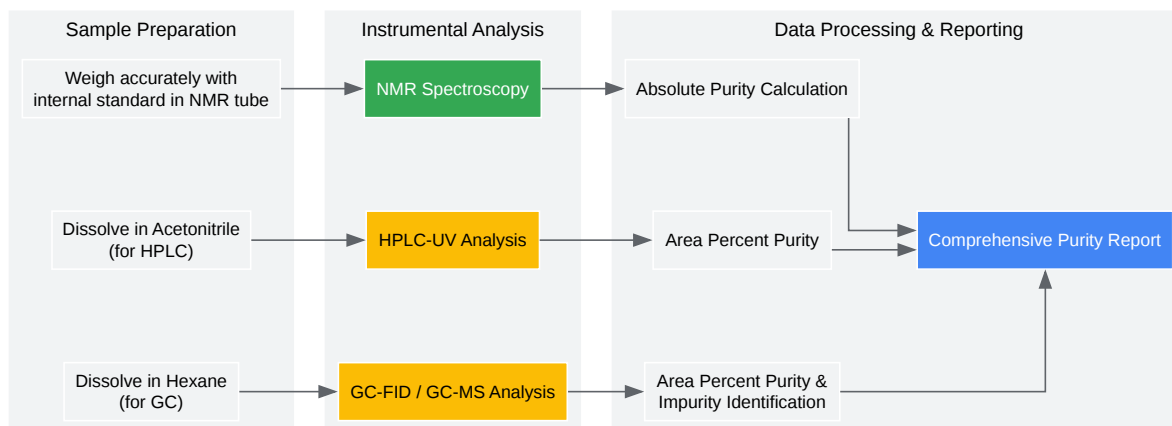 Sample Preparation
Instrumental Analysis
Data Processing & Reporting
Weigh accurately with
internal standard in NMR tube
NMR Spectroscopy
Absolute Purity Calculation
Dissolve in Acetonitrile
(for HPLC)
HPLC-UV Analysis
Area Percent Purity
Comprehensive Purity Report
Dissolve in Hexane
(for GC)
GC-FID / GC-MS Analysis
Area Percent Purity &
Impurity Identification